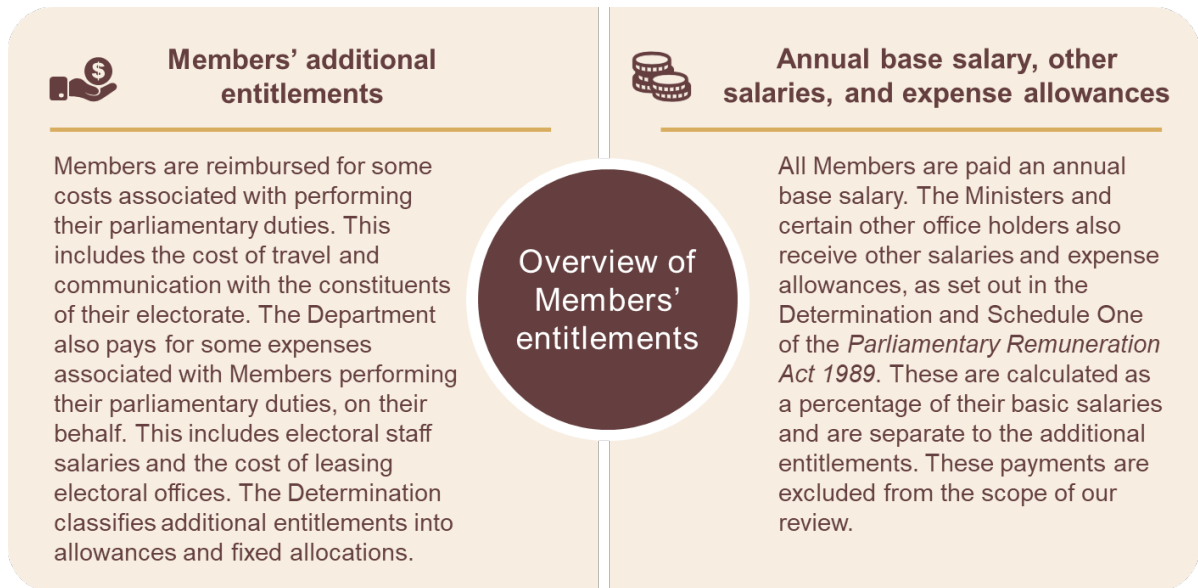 Members’ additional
entitlements
Members are reimbursed for some
costs associated with performing
their parliamentary duties. This
includes the cost of travel and
communication with the constituents
of their electorate. The Department
also pays for some expenses
associated with Members performing
their parliamentary duties, on their
behalf. This includes electoral staff
salaries and the cost of leasing
electoral offices. The Determination
classifies additional entitlements into
allowances and fixed allocations.
Overview of
Members’
entitlements
Annual base salary, other
salaries, and expense allowances
All Members are paid an annual
base salary. The Ministers and
certain other office holders also
receive other salaries and expense
allowances, as set out in the
Determination and Schedule One
of the Parliamentary Remuneration
Act 1989. These are calculated as
a percentage of their basic salaries
and are separate to the additional
entitlements. These payments are
excluded from the scope of our
review.